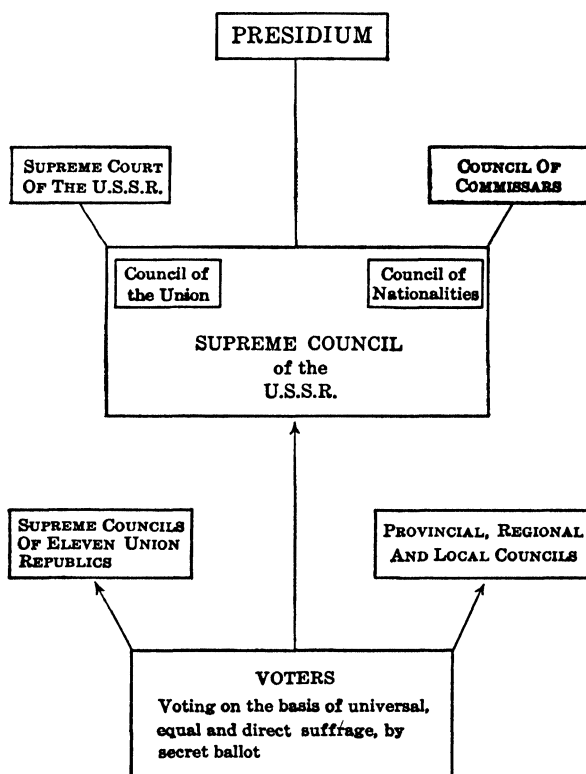 PRESIDIUM
SUPREME COURT
OF THE U.S.S.R.
COUNCIL OF
COMMISSARS
Council of
the Union
Council of
Nationalities
SUPREME COUNCIL
of the
U.S.S.R.
SUPREME COUNCILS
OF ELEVEN UNION
REPUBLICS
PROVINCIAL, REGIONAL
AND LOCAL COUNCILS
VOTERS
Voting on the basis of universal,
equal and direct suffrage, by
secret ballot